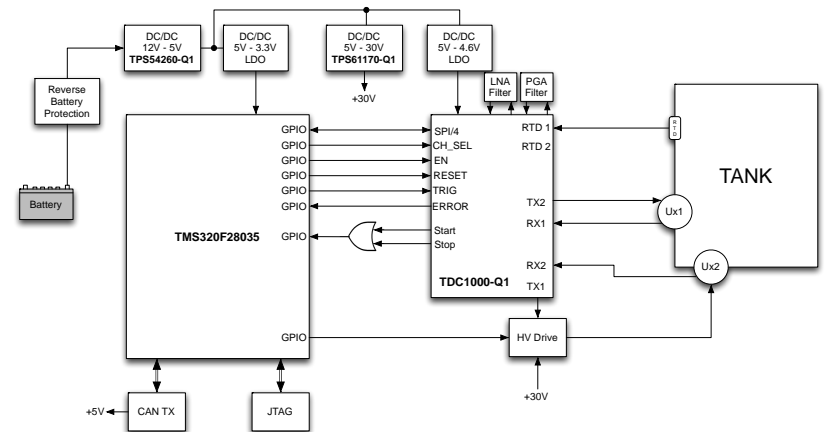 DC/DC
12V - 5V
TPS54260-Q1
DC/DC
5V - 3.3V
LDO
DC/DC
5V - 30V
TPS61170-Q1
DC/DC
5V - 4.6V
LDO
+30V
LNA
Filter
PGA
Filter
Reverse
Battery
Protection
Battery
GPIO
GPIO
GPIO
GPIO
GPIO
GPIO
GPIO
GPIO
TMS320F28035
SPI/4
CH_SEL
EN
RESET
TRIG
ERROR
Start
Stop
RTD 1
RTD 2
TX2
RX1
RX2
TX1
TDC1000-Q1
RTD
TANK
Ux1
Ux2
HV Drive
+30V
+5V
CAN TX
JTAG